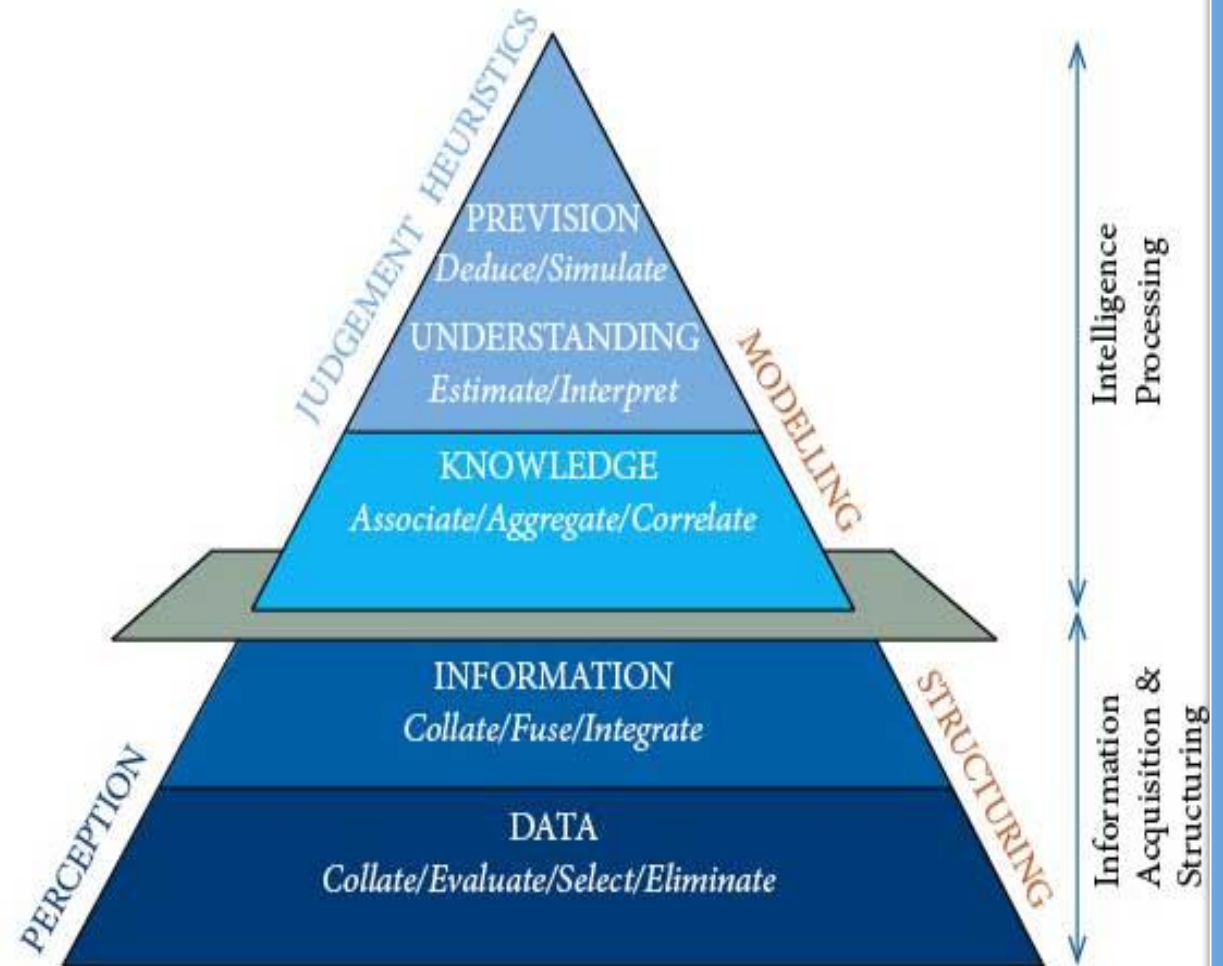 JUDGEMENT HEURISTICS
PREVISION
Deduce/Simulate
UNDERSTANDING
Estimate/Interpret
KNOWLEDGE
Associate/Aggregate/Correlate
MODELLING
Intelligence
Processing
INFORMATION
Collate/Fuse/Integrate
DATA
Collate/Evaluate/Select/Eliminate
PERCEPTION
STRUCTURING
Information
Acquisition &
Structuring